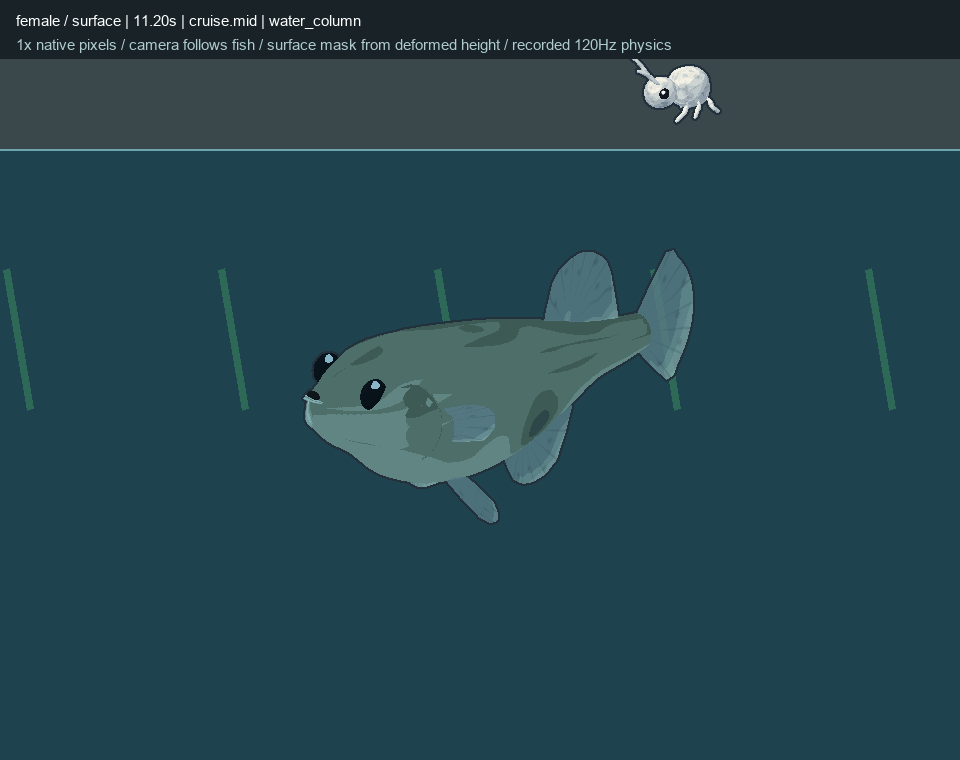 female / surface | 11.20s | cruise.mid | water_column
1x native pixels / camera follows fish / surface mask from deformed height / recorded 120Hz physics